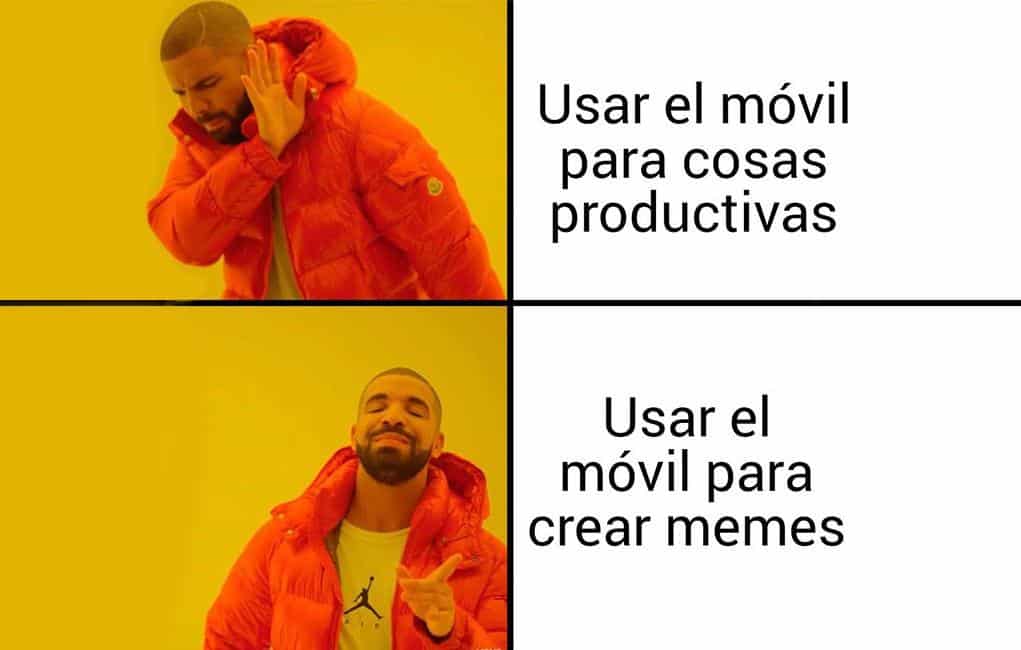 Usar el móvil
para cosas
productivas
Usar el
móvil para
crear memes